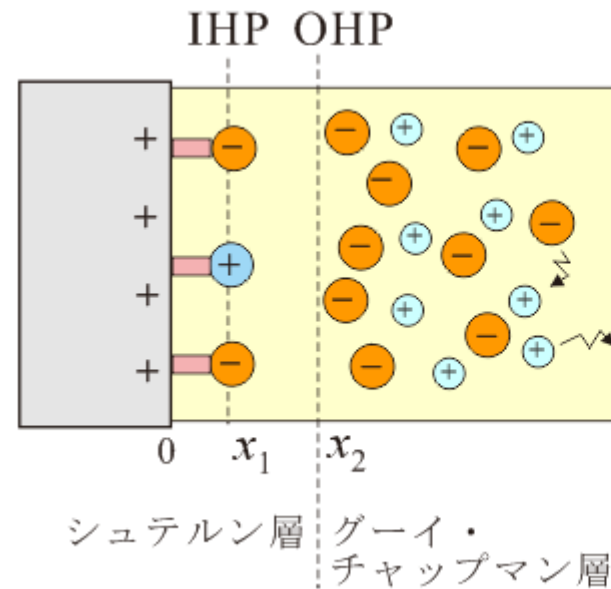 IHP OHP
+ − − + − +
−
+ +
− + − −
+ +
+ − + +
− +
+ − − +
0 x₁ x₂
シュテルン層 グーイ・
チャップマン層